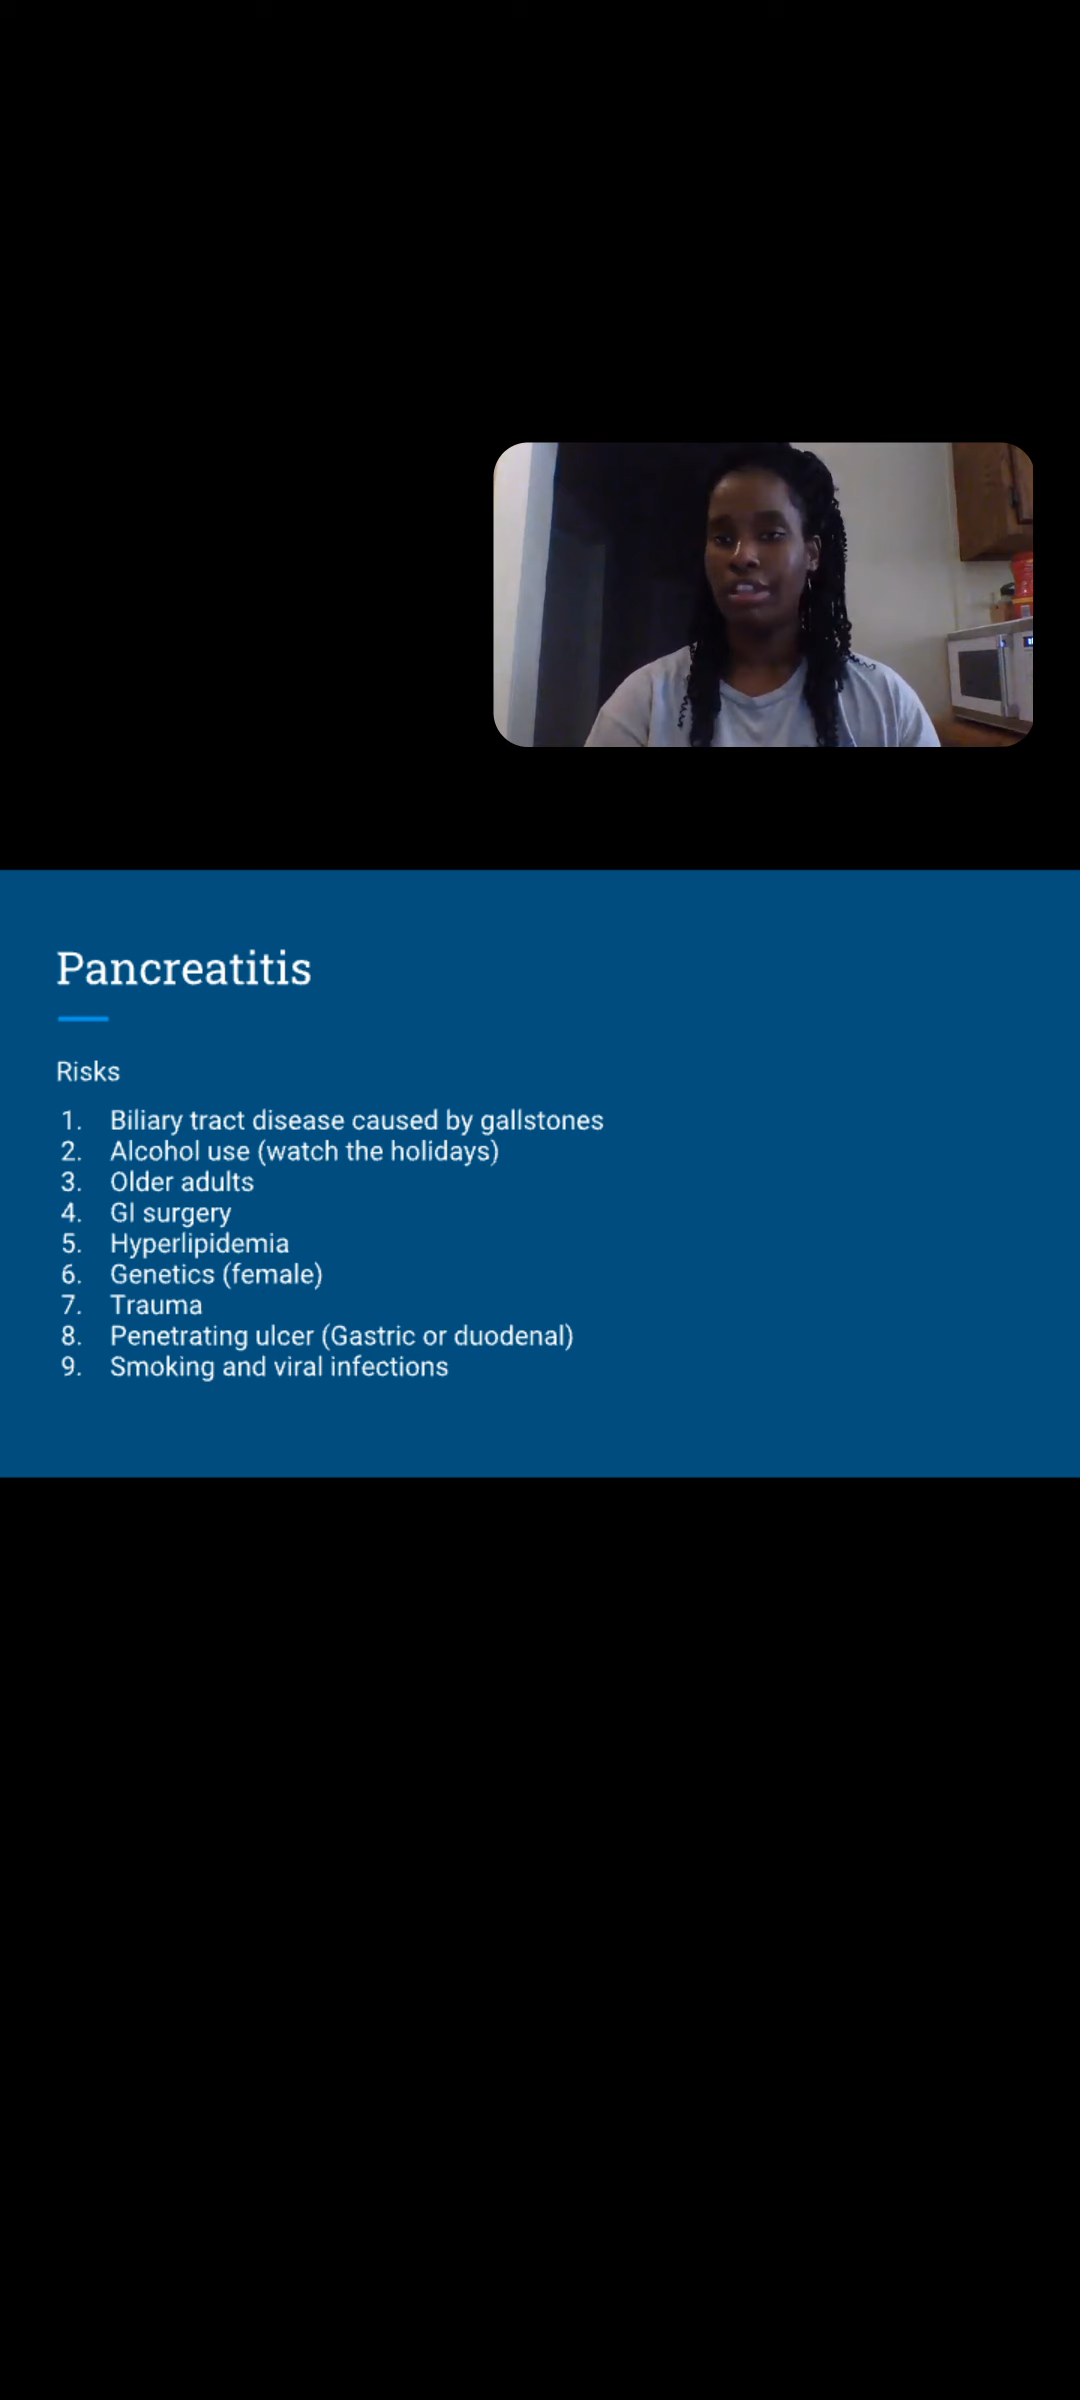 Pancreatitis
Risks
1. Biliary tract disease caused by gallstones
2. Alcohol use (watch the holidays)
3. Older adults
4. GI surgery
5. Hyperlipidemia
6. Genetics (female)
7. Trauma
8. Penetrating ulcer (Gastric or duodenal)
9. Smoking and viral infections